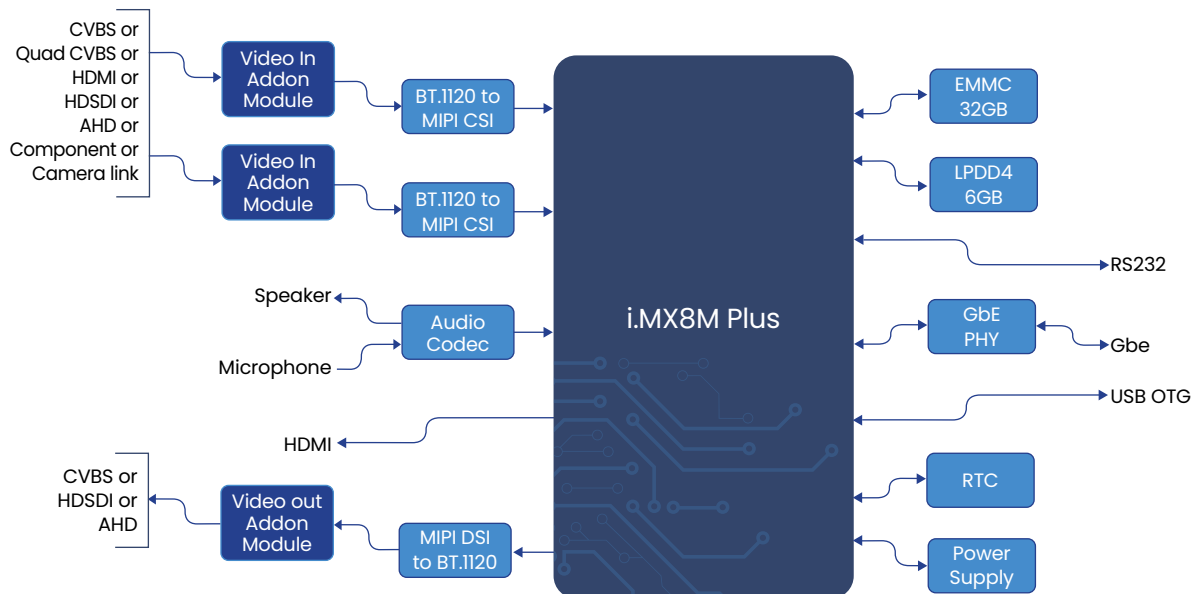 CVBS or
Quad CVBS or
HDMI or
HDSDI or
AHD or
Component or
Camera link
Video In
Addon
Module
BT.1120 to
MIPI CSI
Video In
Addon
Module
BT.1120 to
MIPI CSI
Speaker
Microphone
Audio
Codec
HDMI
CVBS or
HDSDI or
AHD
Video out
Addon
Module
MIPI DSI
to BT.1120
i.MX8M Plus
EMMC
32GB
LPDD4
6GB
RS232
GbE
PHY
Gbe
USB OTG
RTC
Power
Supply